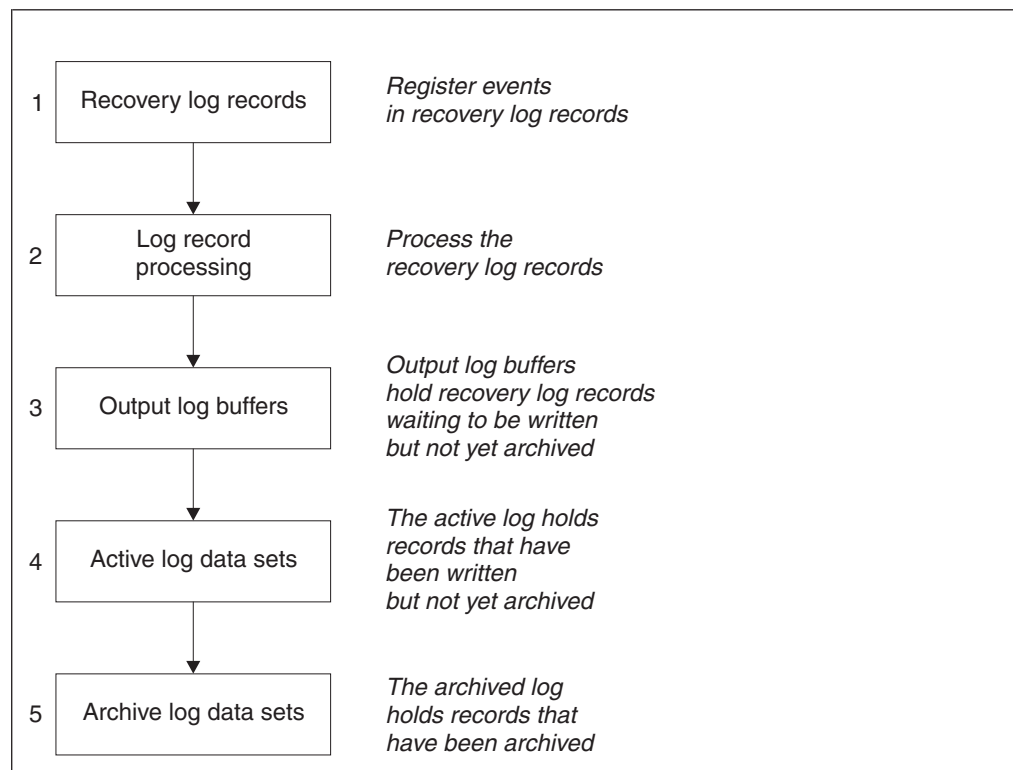 1
Recovery log records
Register events
in recovery log records
2
Log record
processing
Process the
recovery log records
3
Output log buffers
Output log buffers
hold recovery log records
waiting to be written
but not yet archived
4
Active log data sets
The active log holds
records that have
been written
but not yet archived
5
Archive log data sets
The archived log
holds records that
have been archived